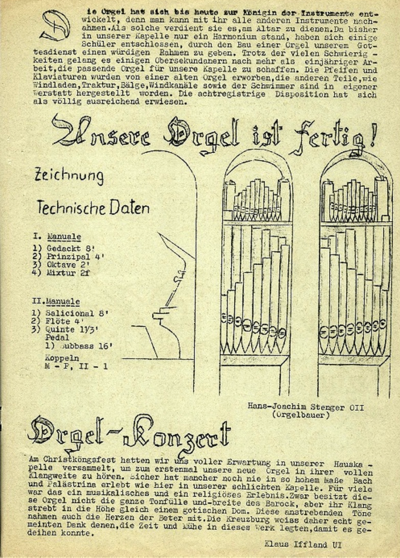 Die Orgel hat sich bis heute zur Königin der Instrumente ent-
wickelt, denn man kann mit ihr alle anderen Instrumente nach-
ahmen. Als solche verdient sie es, am Altar zu dienen. Da bisher
in unserer Kapelle nur ein Harmonium stand, haben sich einige
Schüler entschlossen, durch den Bau einer Orgel unseren Got-
tesdienst einen würdigen Rahmen zu geben. Trotz der vielen Schwierig-
keiten gelang es einigen Obersekundanern nach mehr als einjähriger Ar-
beit, die passende Orgel für unsere Kapelle zu schaffen. Die Pfeifen und
Klaviaturen wurden von einer alten Orgel erworben, die anderen Teile, wie
Windladen, Traktur, Bälge, Windkanäle sowie der Schwimmer sind in eigener
Werstatt hergestellt worden. Die achtregistrige Disposition hat sich
als völlig ausreichend erwiesen.
Unsere Orgel ist fertig!
Zeichnung
Technische Daten
I. Manuale
1) Gedackt 8'
2) Prinzipal 4'
3) Oktave 2'
4) Mixtur 2f
II. Manuale
1) Salicional 8'
2) Flöte 4'
3) Quinte 1 1/3'
Pedal
1) Subbass 16'
Koppeln
M - P, II - 1
Hans-Joachim Stenger OII
(Orgelbauer)
Orgel-Konzert
Am Christkönigsfest hatten wir uns voller Erwartung in unserer Hauska -
pelle versammelt, um zum erstenmal unsere neue Orgel in ihrer vollen
Klangweite zu hören. Sicher hat mancher noch nie in so hohem Maße Bach
und Palästrina erlebt wie hier in unserer schlichten Kapelle. Für viele
war das ein musikalisches und ein religiöses Erlebnis. Zwar besitzt die-
se Orgel nicht die ganze Tonfülle und-breite des Barock, aber ihr Klang
strebt in die Höhe gleich einem gotischen Dom. Diese anstrebenden Töne
nahmen auch die Herzen der Beter mit. Die Kreuzburg weiss daher echt ge-
meinten Dank denen, die Zeit und Mühe in dieses Werk legten, damit es ge-
deihen konnte.
Klaus Iffland UI